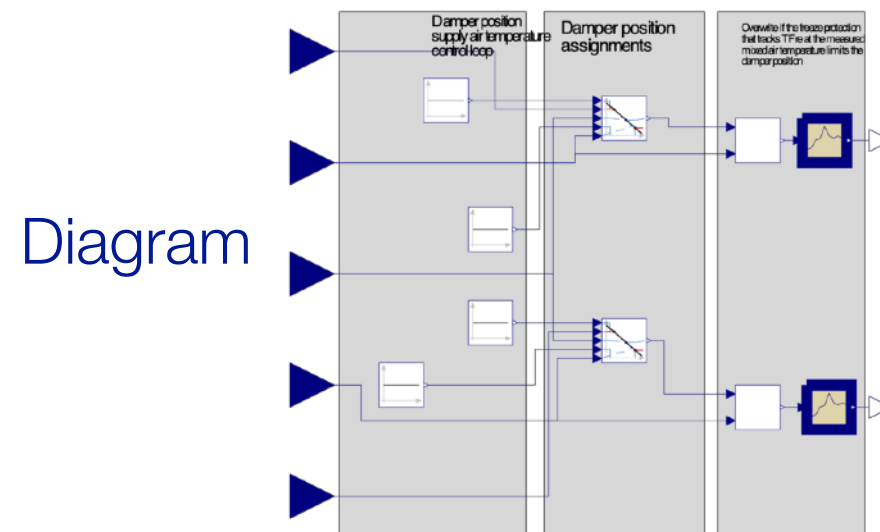 Diagram
Damper position
supply air temperature
control loop
Damper position
assignments
Overwrite if the freeze protection
that tracks TFre at the measured
mixed air temperature limits the
damper position